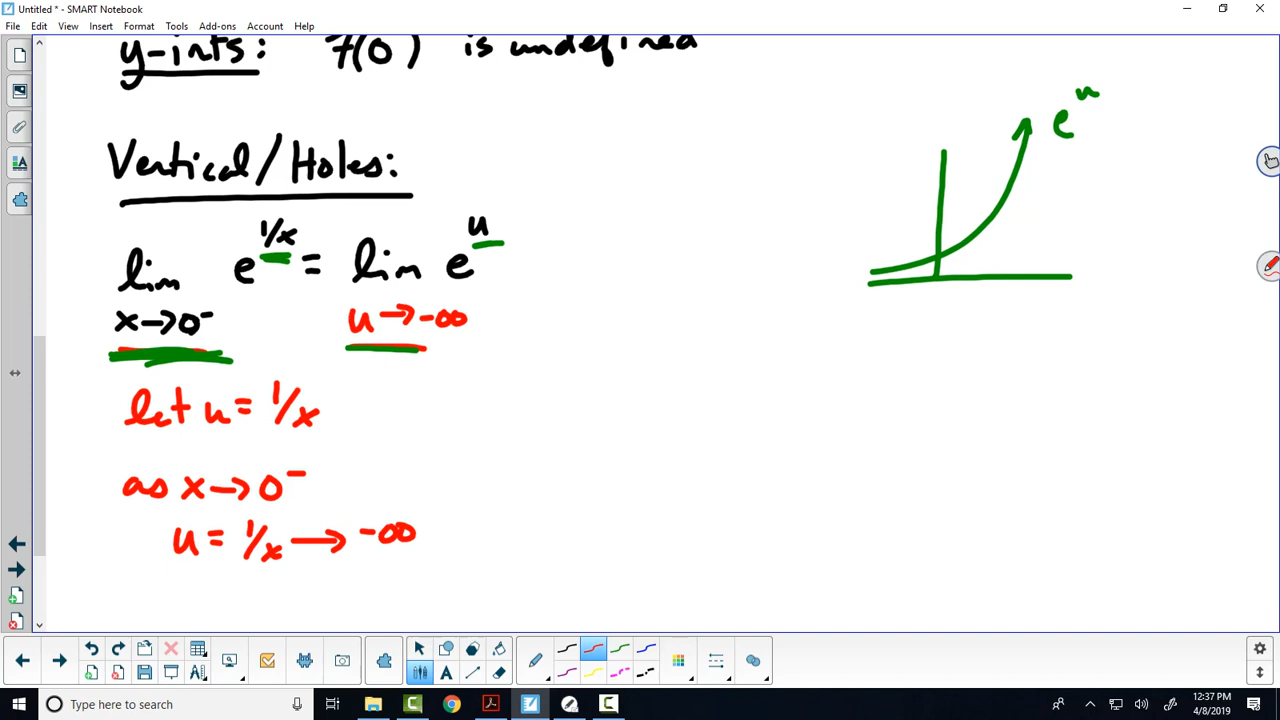 Untitled * - SMART Notebook
File Edit View Insert Format Tools Add-ons Account Help
y-ints: f(0) is undefined
e^u
Vertical/Holes:
lim e^1/x = lim e^u
x→0⁻ u→-∞
let u = 1/x
as x→0⁻
u = 1/x → -∞
Type here to search
12:37 PM
4/8/2019